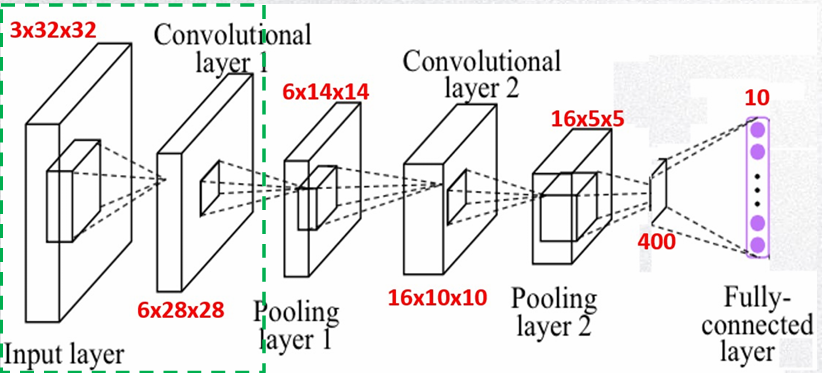 3x32x32
Convolutional
layer 1
6x28x28
Input layer
6x14x14
Pooling
layer 1
Convolutional
layer 2
16x10x10
16x5x5
Pooling
layer 2
400
10
Fully-
connected
layer